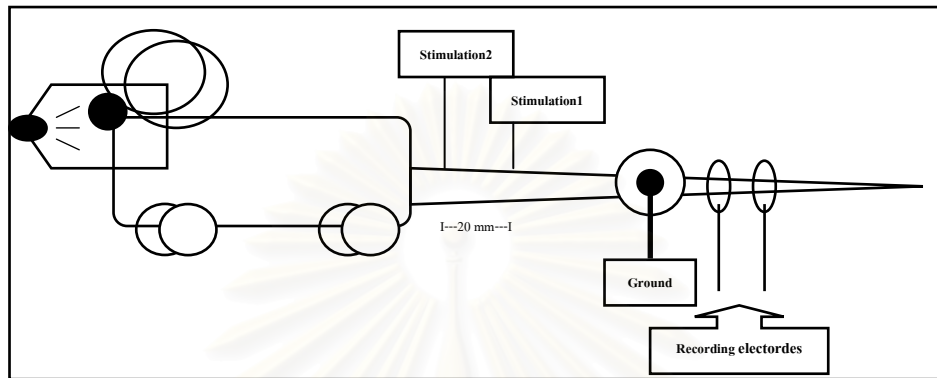 Stimulation2
Stimulation1
I---20 mm---I
Ground
Recording electordes